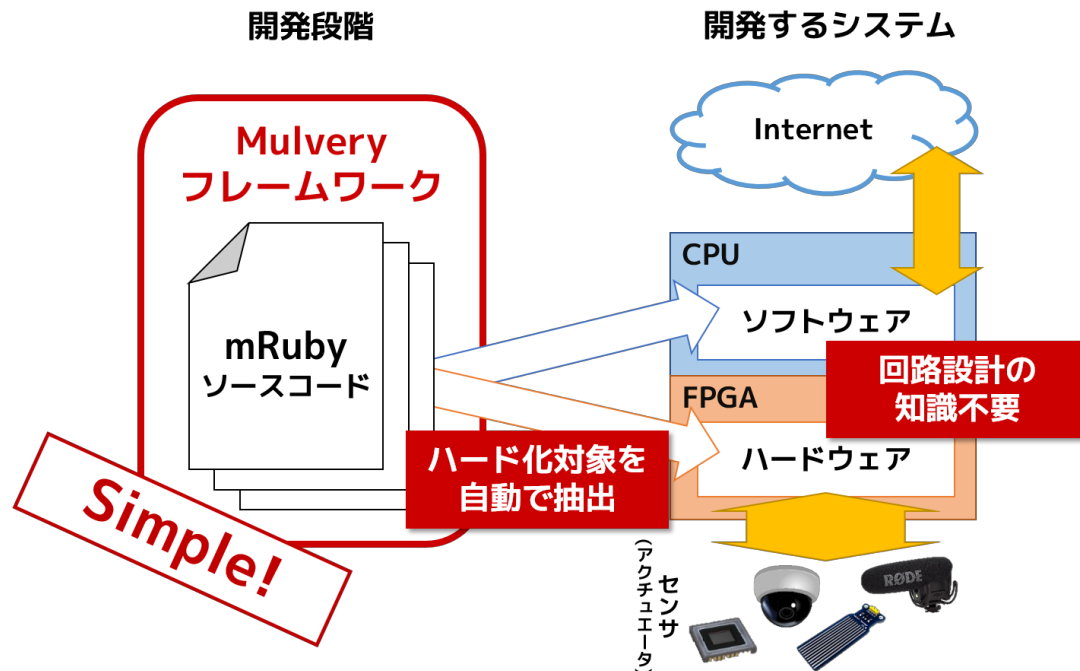 開発段階
開発するシステム
Mulvery
フレームワーク
mRuby
ソースコード
Simple!
ハード化対象を
自動で抽出
Internet
CPU
ソフトウェア
回路設計の
知識不要
FPGA
ハードウェア
センサ
(アクチュエータ)
RØDE